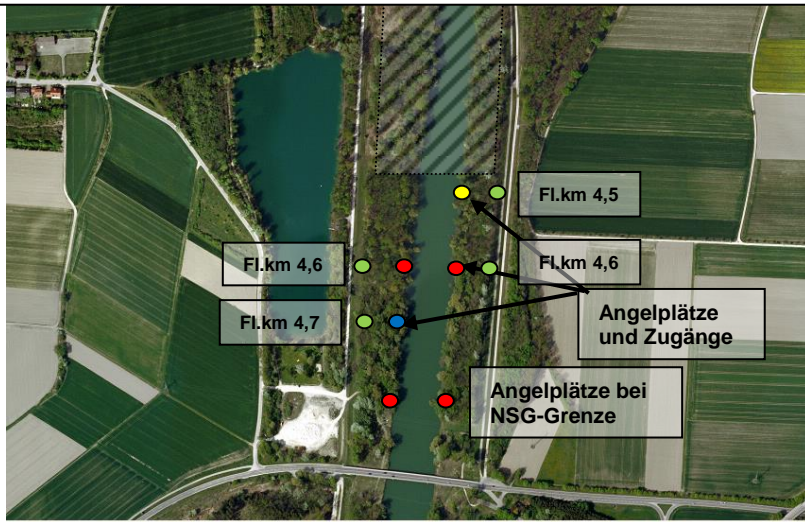 Fl.km 4,5
Fl.km 4,6
Fl.km 4,6
Fl.km 4,7
Angelplätze
und Zugänge
Angelplätze bei
NSG-Grenze